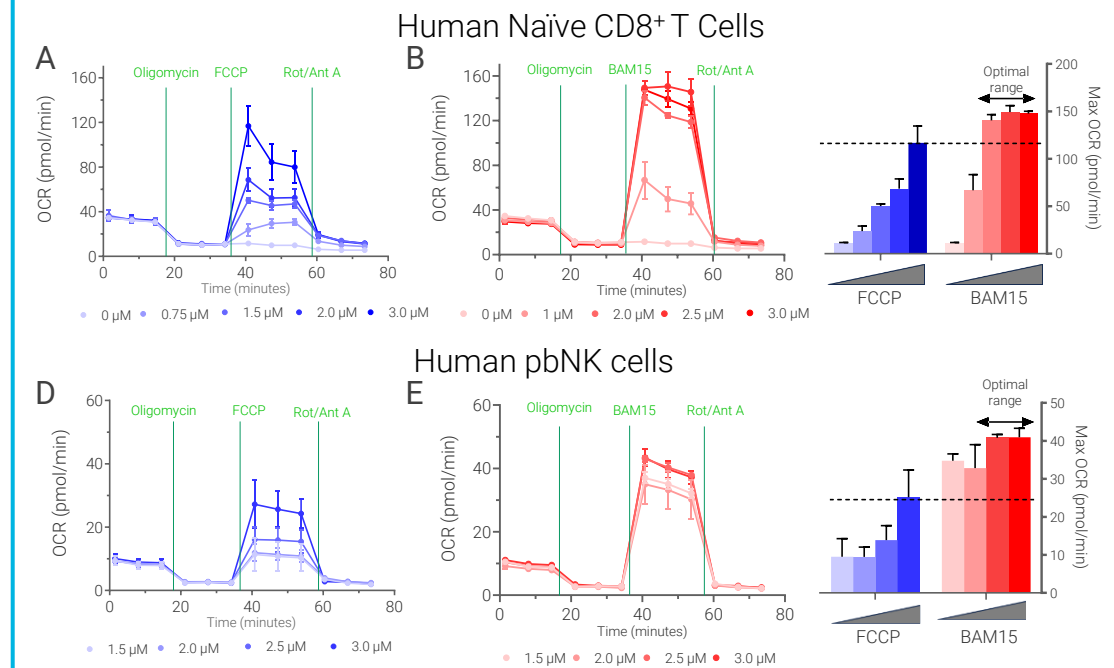 Human Naïve CD8⁺ T Cells
A
Oligomycin
FCCP
Rot/Ant A
160
120
80
40
0
OCR (pmol/min)
0
20
40
60
80
Time (minutes)
0 µM
0.75 µM
1.5 µM
2.0 µM
3.0 µM
B
Oligomycin
BAM15
Rot/Ant A
160
120
80
40
0
OCR (pmol/min)
0
20
40
60
80
Time (minutes)
0 µM
1 µM
2.0 µM
2.5 µM
3.0 µM
Optimal
range
200
150
100
50
0
Max OCR (pmol/min)
FCCP
BAM15
Human pbNK cells
D
Oligomycin
FCCP
Rot/Ant A
60
40
20
0
OCR (pmol/min)
0
20
40
60
80
Time (minutes)
1.5 µM
2.0 µM
2.5 µM
3.0 µM
E
Oligomycin
BAM15
Rot/Ant A
60
40
20
0
OCR (pmol/min)
0
20
40
60
80
Time (minutes)
1.5 µM
2.0 µM
2.5 µM
3.0 µM
Optimal
range
50
40
30
20
10
0
Max OCR (pmol/min)
FCCP
BAM15